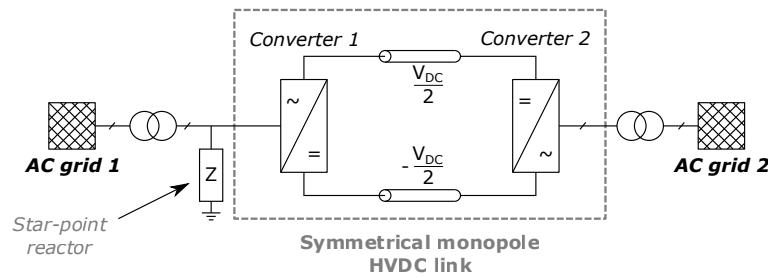 Converter 1
Converter 2
V_DC
2
~
=
=
~
AC grid 1
Z
- V_DC
2
AC grid 2
Star-point
reactor
Symmetrical monopole
HVDC link